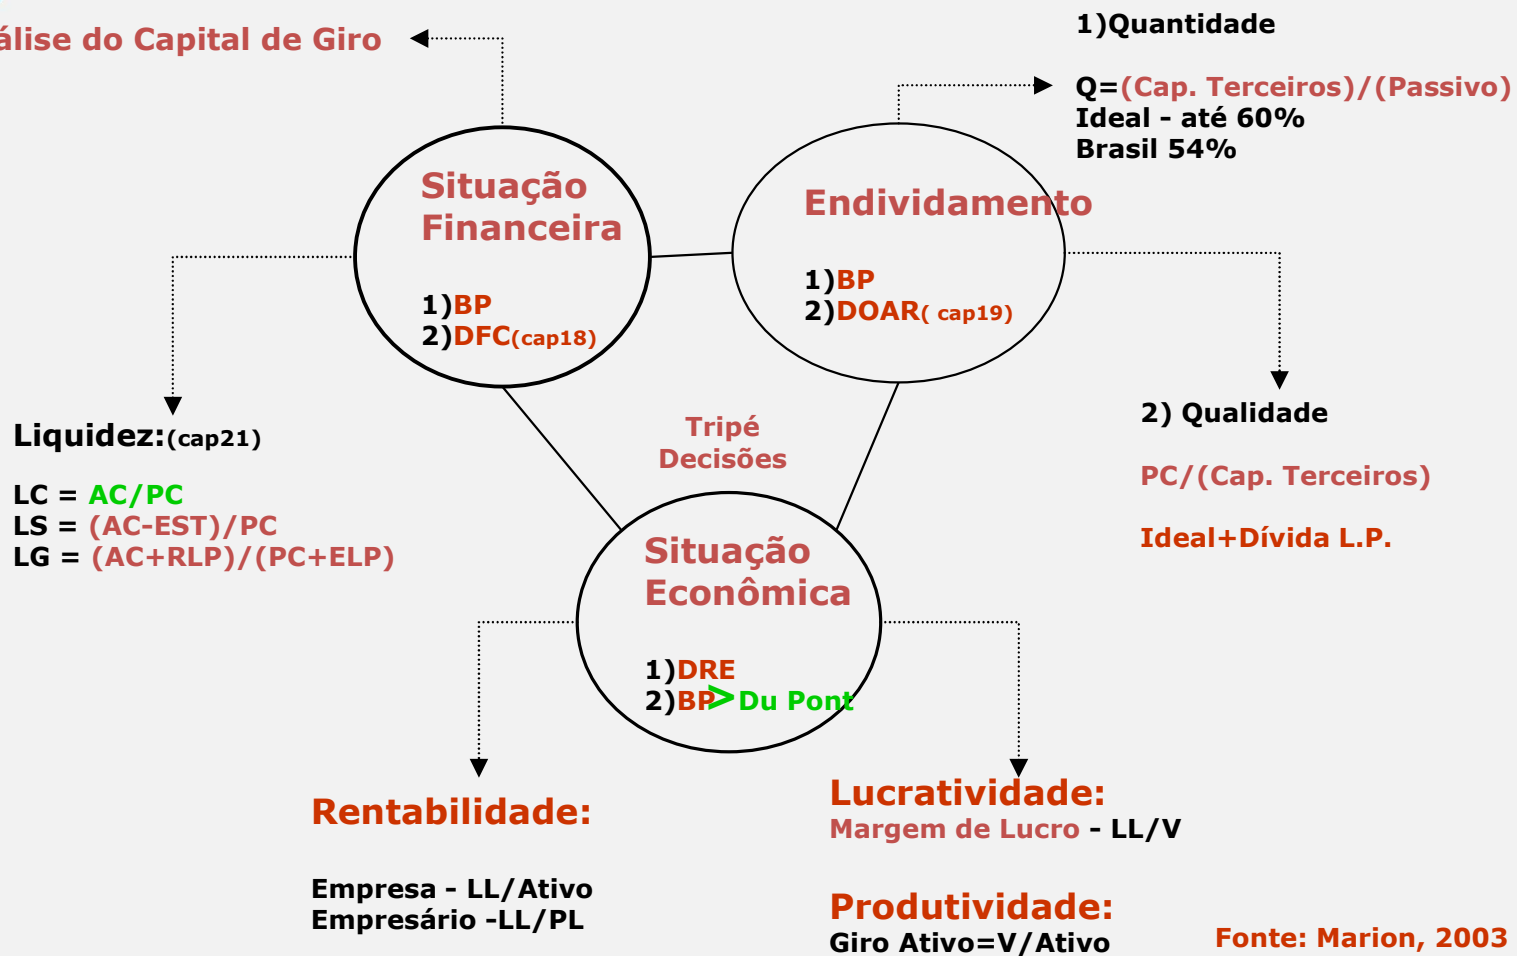 álise do Capital de Giro
1)Quantidade
Q=(Cap. Terceiros)/(Passivo)
Ideal - até 60%
Brasil 54%
Situação
Financeira
1)BP
2)DFC(cap18)
Endividamento
1)BP
2)DOAR( cap19)
Liquidez:(cap21)
LC = AC/PC
LS = (AC-EST)/PC
LG = (AC+RLP)/(PC+ELP)
Tripé
Decisões
2) Qualidade
PC/(Cap. Terceiros)
Ideal+Dívida L.P.
Situação
Econômica
1)DRE
2)BP>Du Pont
Rentabilidade:
Empresa - LL/Ativo
Empresário -LL/PL
Lucratividade:
Margem de Lucro - LL/V
Produtividade:
Giro Ativo=V/Ativo
Fonte: Marion, 2003